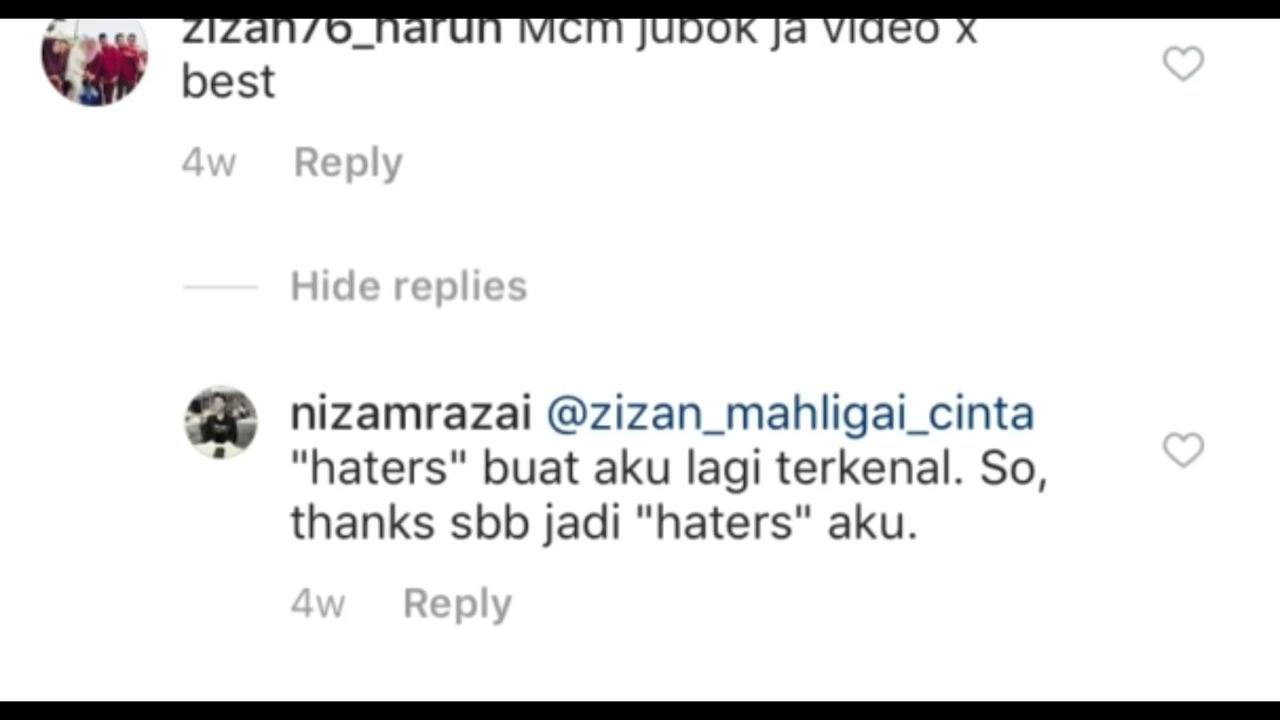 zizan76_harun Mcm jubok ja video x
best
4w Reply
Hide replies
nizamrazai @zizan_mahligai_cinta
"haters" buat aku lagi terkenal. So,
thanks sbb jadi "haters" aku.
4w Reply